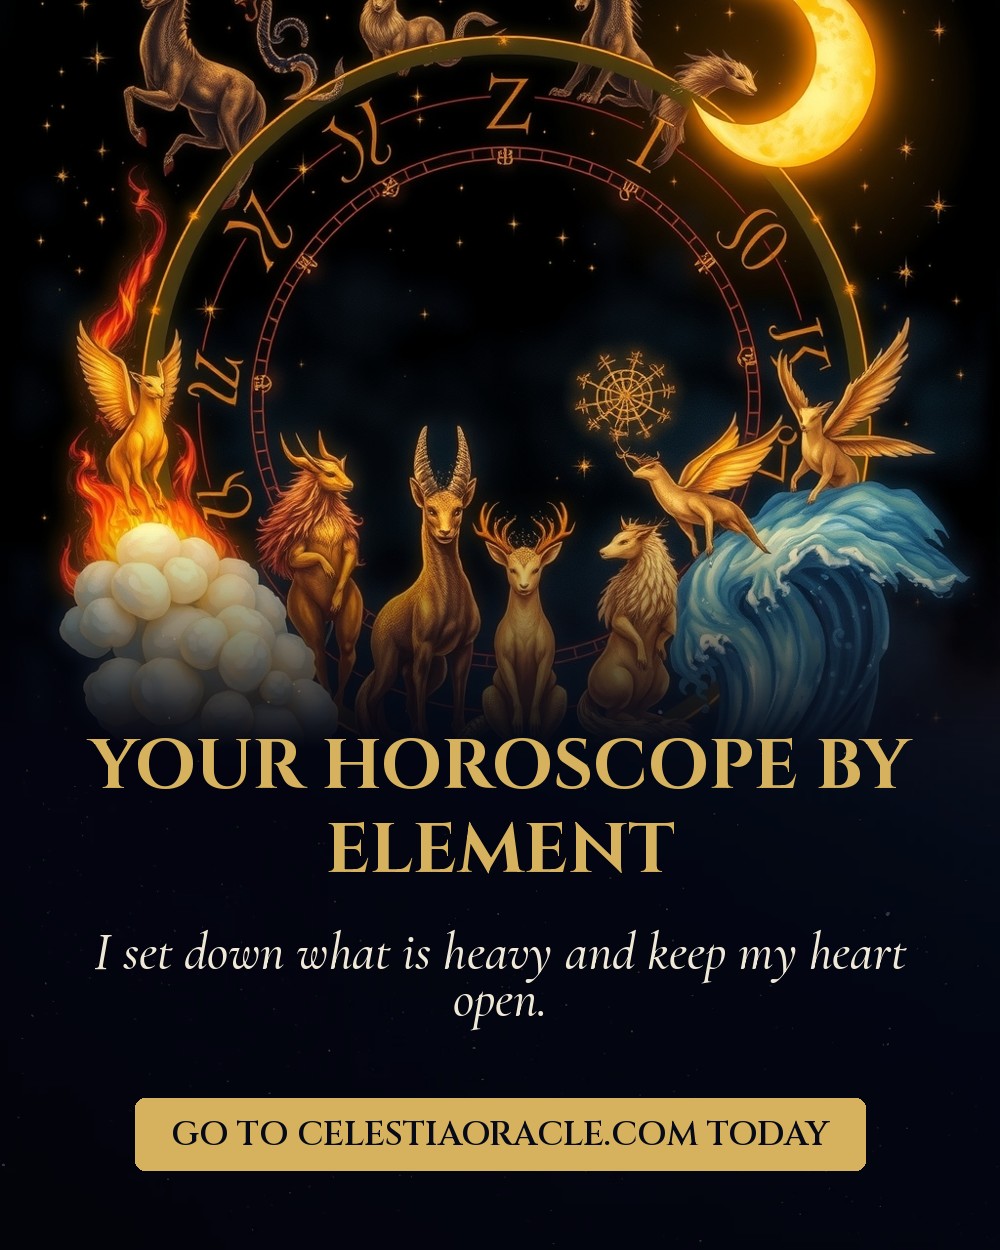 YOUR HOROSCOPE BY
ELEMENT
I set down what is heavy and keep my heart
open.
GO TO CELESTIAORACLE.COM TODAY